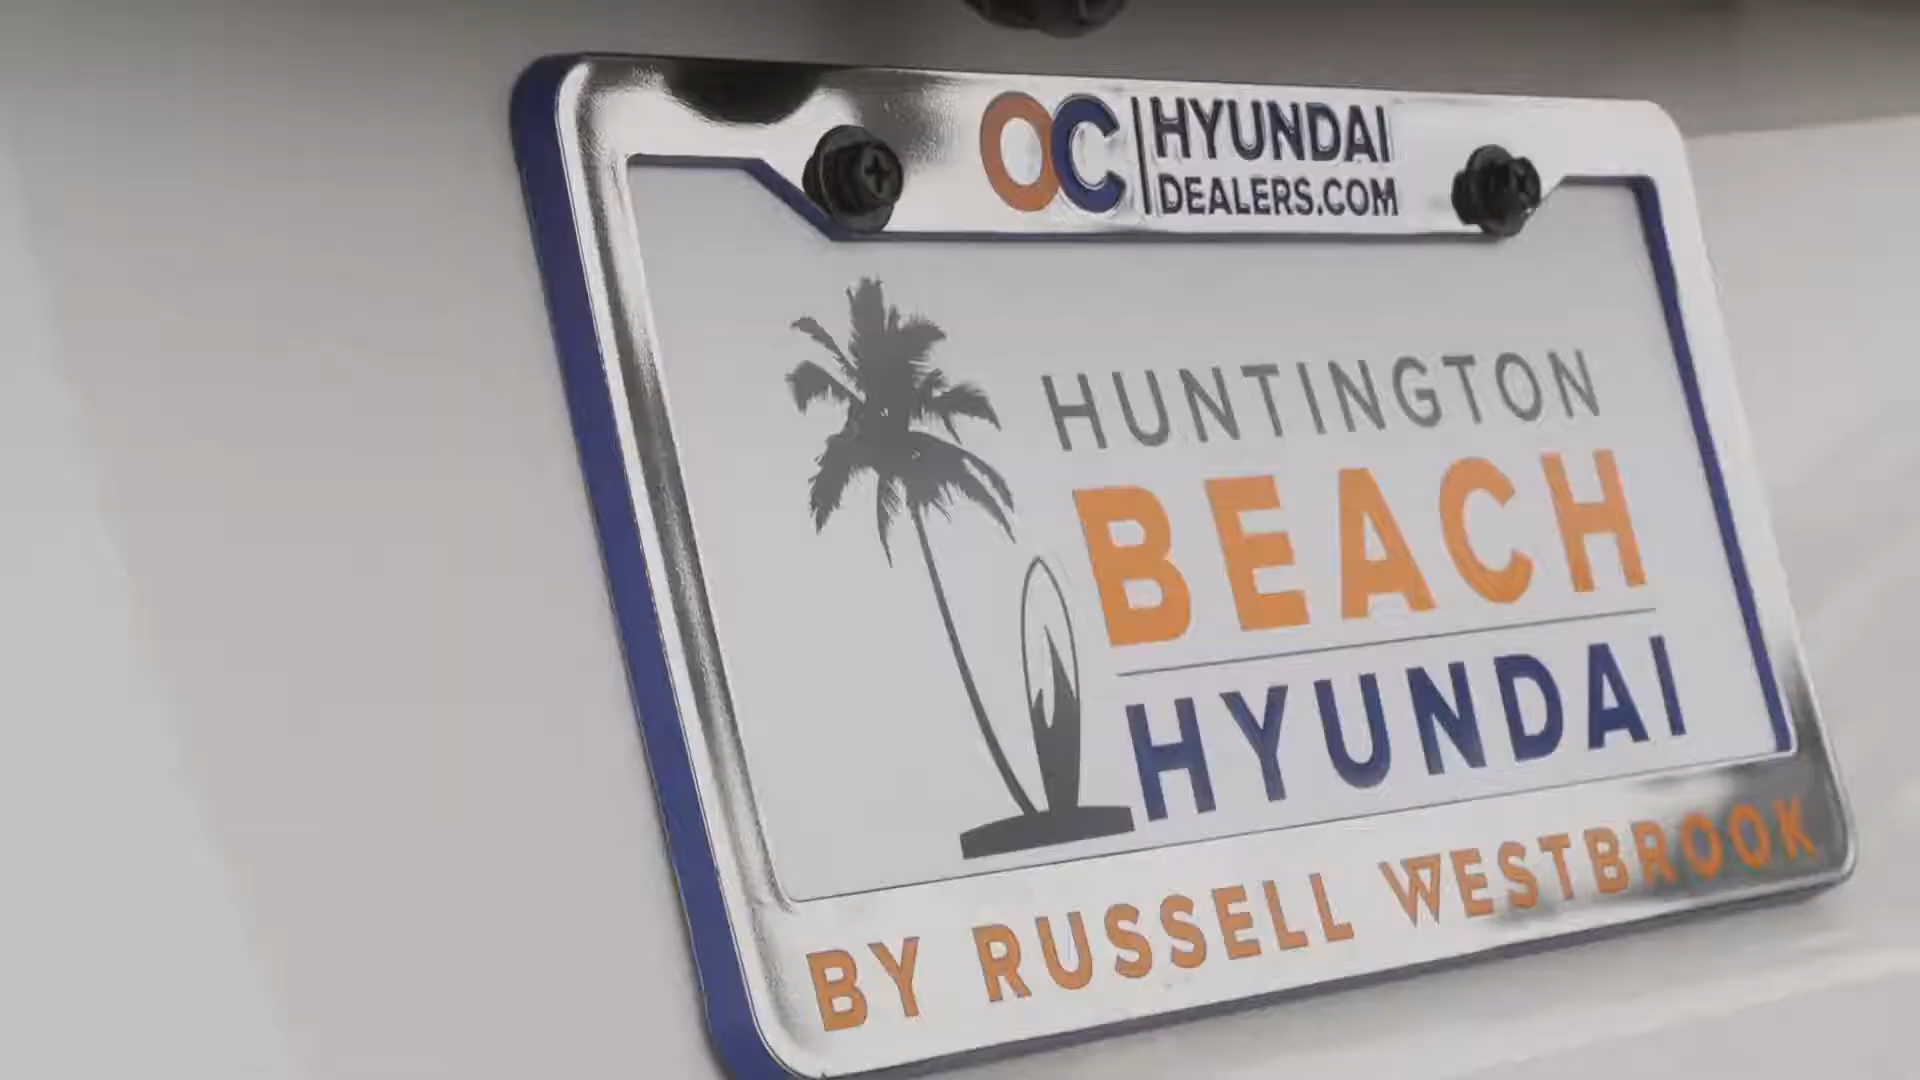 OC HYUNDAI
DEALERS.COM
HUNTINGTON
BEACH
HYUNDAI
BY RUSSELL WESTBROOK